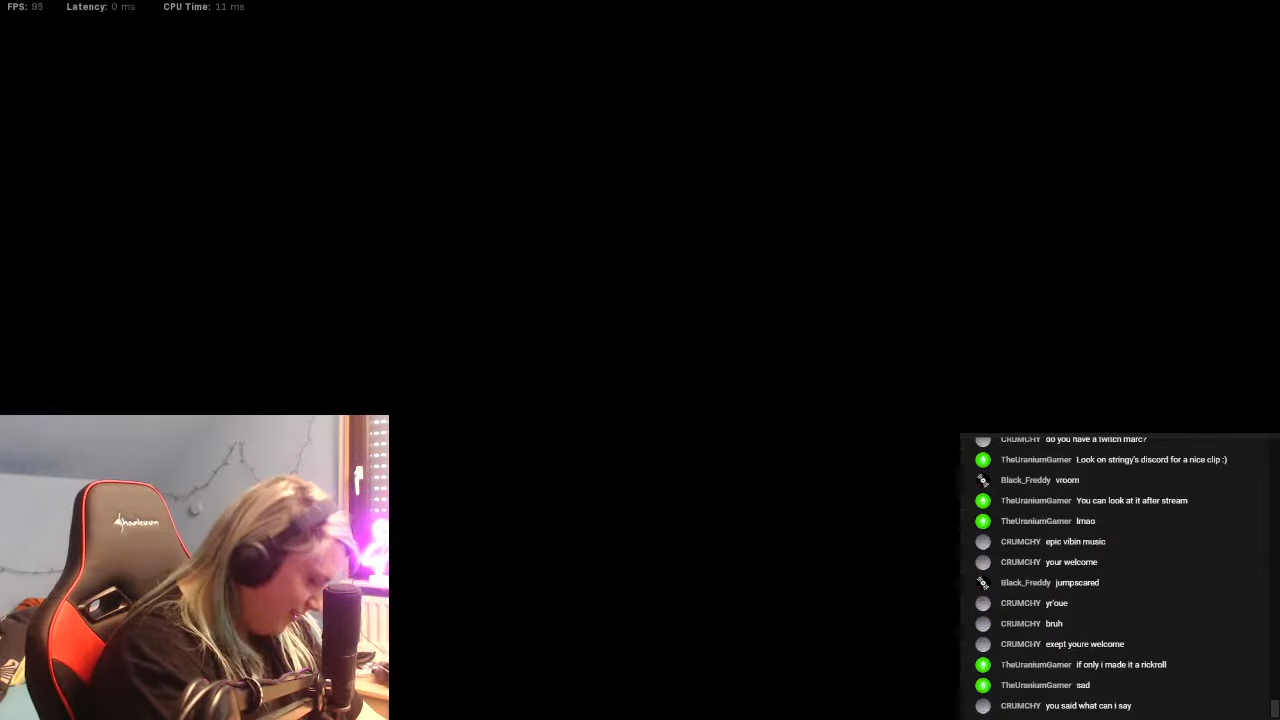 FPS: 95 Latency: 0 ms CPU Time: 11 ms
Sharkoon
CRUMCHY do you have a twitch marc?
TheUraniumGamer Look on stringy's discord for a nice clip :)
Black_Freddy vroom
TheUraniumGamer You can look at it after stream
TheUraniumGamer lmao
CRUMCHY epic vibin music
CRUMCHY your welcome
Black_Freddy jumpscared
CRUMCHY yr'oue
CRUMCHY bruh
CRUMCHY exept youre welcome
TheUraniumGamer if only i made it a rickroll
TheUraniumGamer sad
CRUMCHY you said what can i say